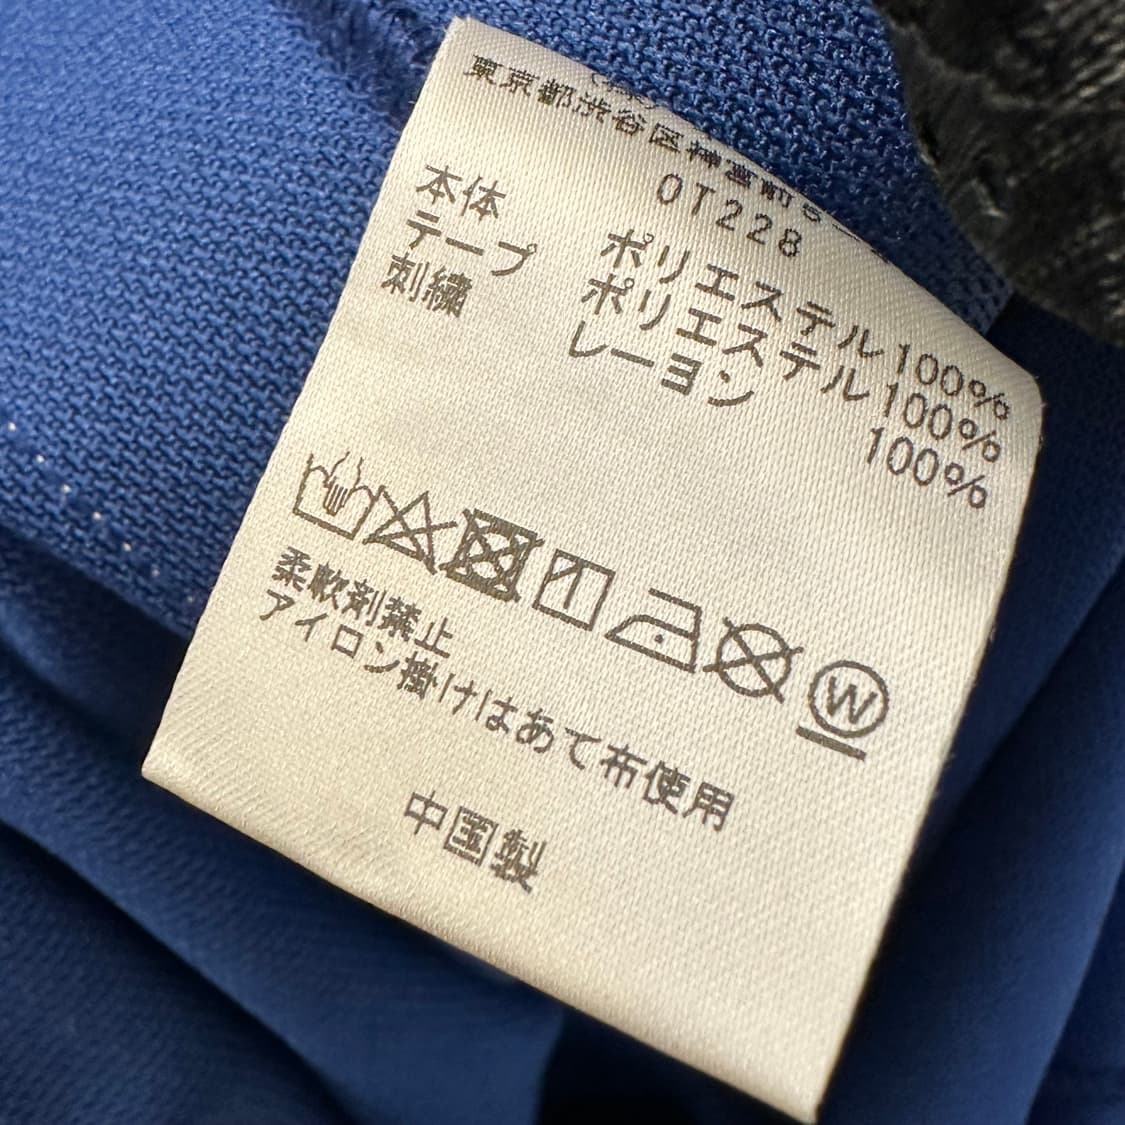 東京都渋谷区神宮前5
OT228
本体 ポリエステル100%
テープ ポリエステル100%
刺繍 レーヨン 100%
W
柔軟剤禁止
アイロン掛けはあて布使用
中国製